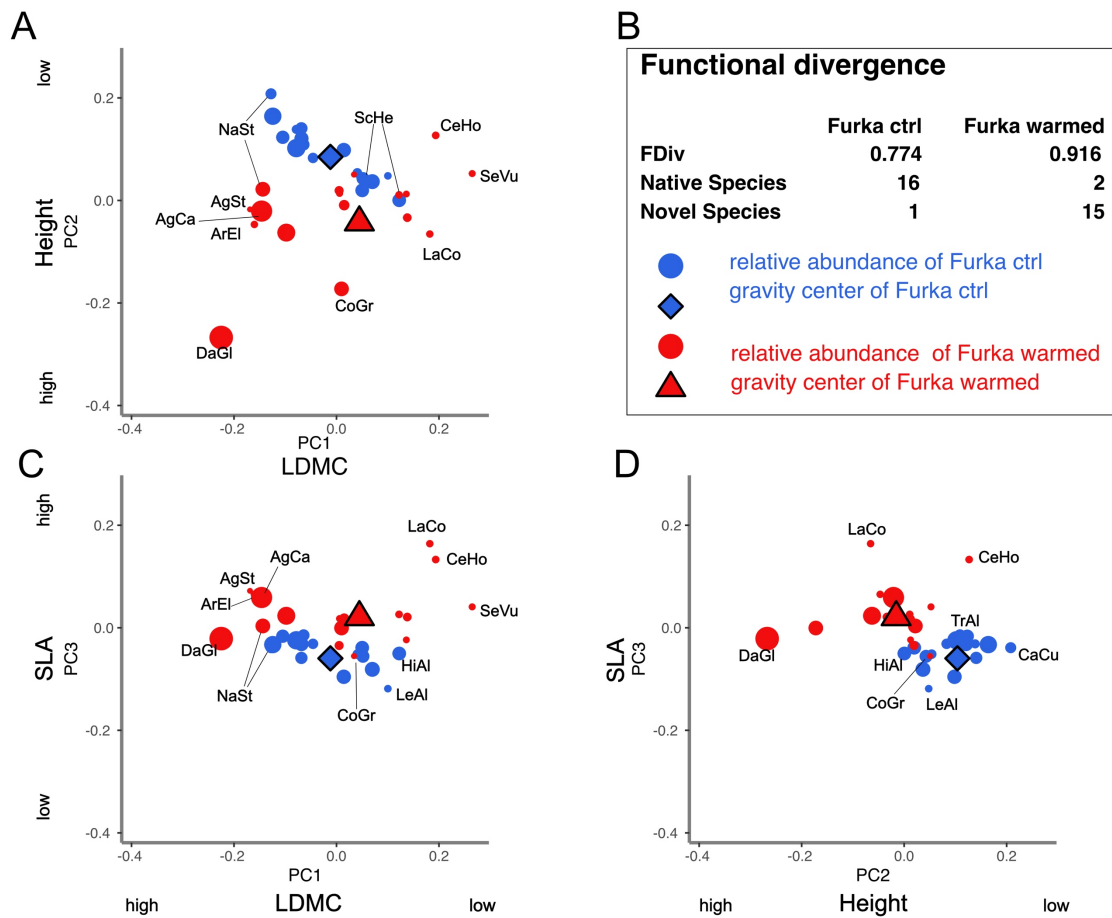 A
low
0.2
NaSt
ScHe
CeHo
SeVu
Height
PC2
0.0
AgSt
AgCa
ArEl
LaCo
-0.2
CoGr
DaGl
high
-0.4
-0.4
-0.2
0.0
0.2
PC1
LDMC
B
Functional divergence
Furka ctrl Furka warmed
FDiv 0.774 0.916
Native Species 16 2
Novel Species 1 15
relative abundance of Furka ctrl
gravity center of Furka ctrl
relative abundance of Furka warmed
gravity center of Furka warmed
C
high
0.2
LaCo
CeHo
AgCa
AgSt
ArEl
SeVu
SLA
PC3
0.0
DaGl
HiAl
NaSt
LeAl
CoGr
-0.2
low
-0.4
-0.4
-0.2
0.0
0.2
PC1
high LDMC low
D
0.2
LaCo
CeHo
SLA
PC3
0.0
TrAl
DaGl
HiAl
CaCu
CoGr
LeAl
-0.2
-0.4
-0.4
-0.2
0.0
0.2
PC2
high Height low